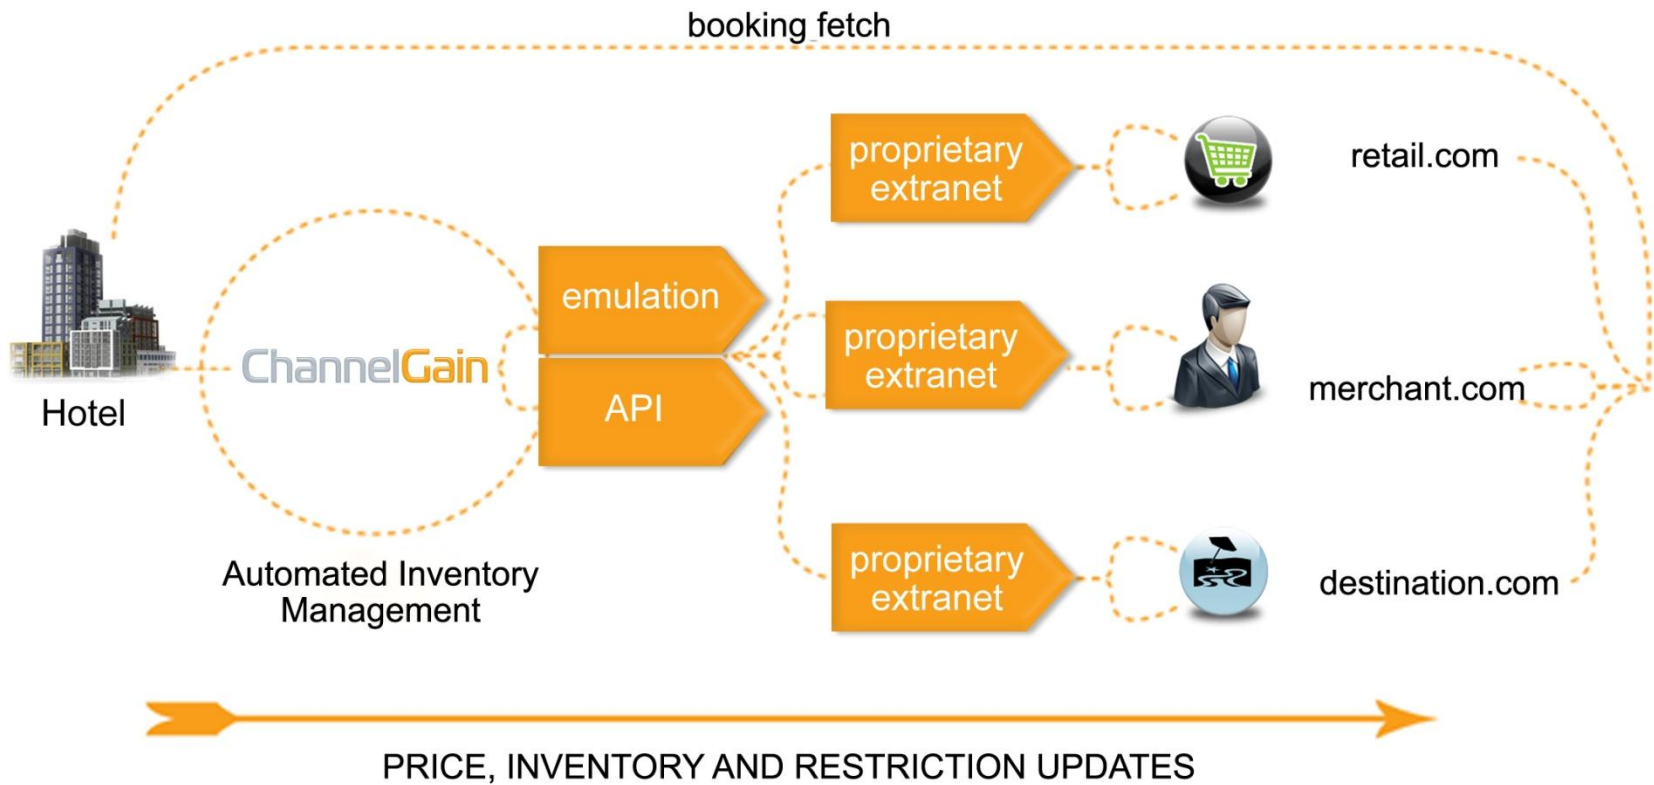 booking fetch
proprietary
extranet
retail.com
emulation
ChannelGain
API
proprietary
extranet
merchant.com
Hotel
proprietary
extranet
destination.com
Automated Inventory
Management
PRICE, INVENTORY AND RESTRICTION UPDATES